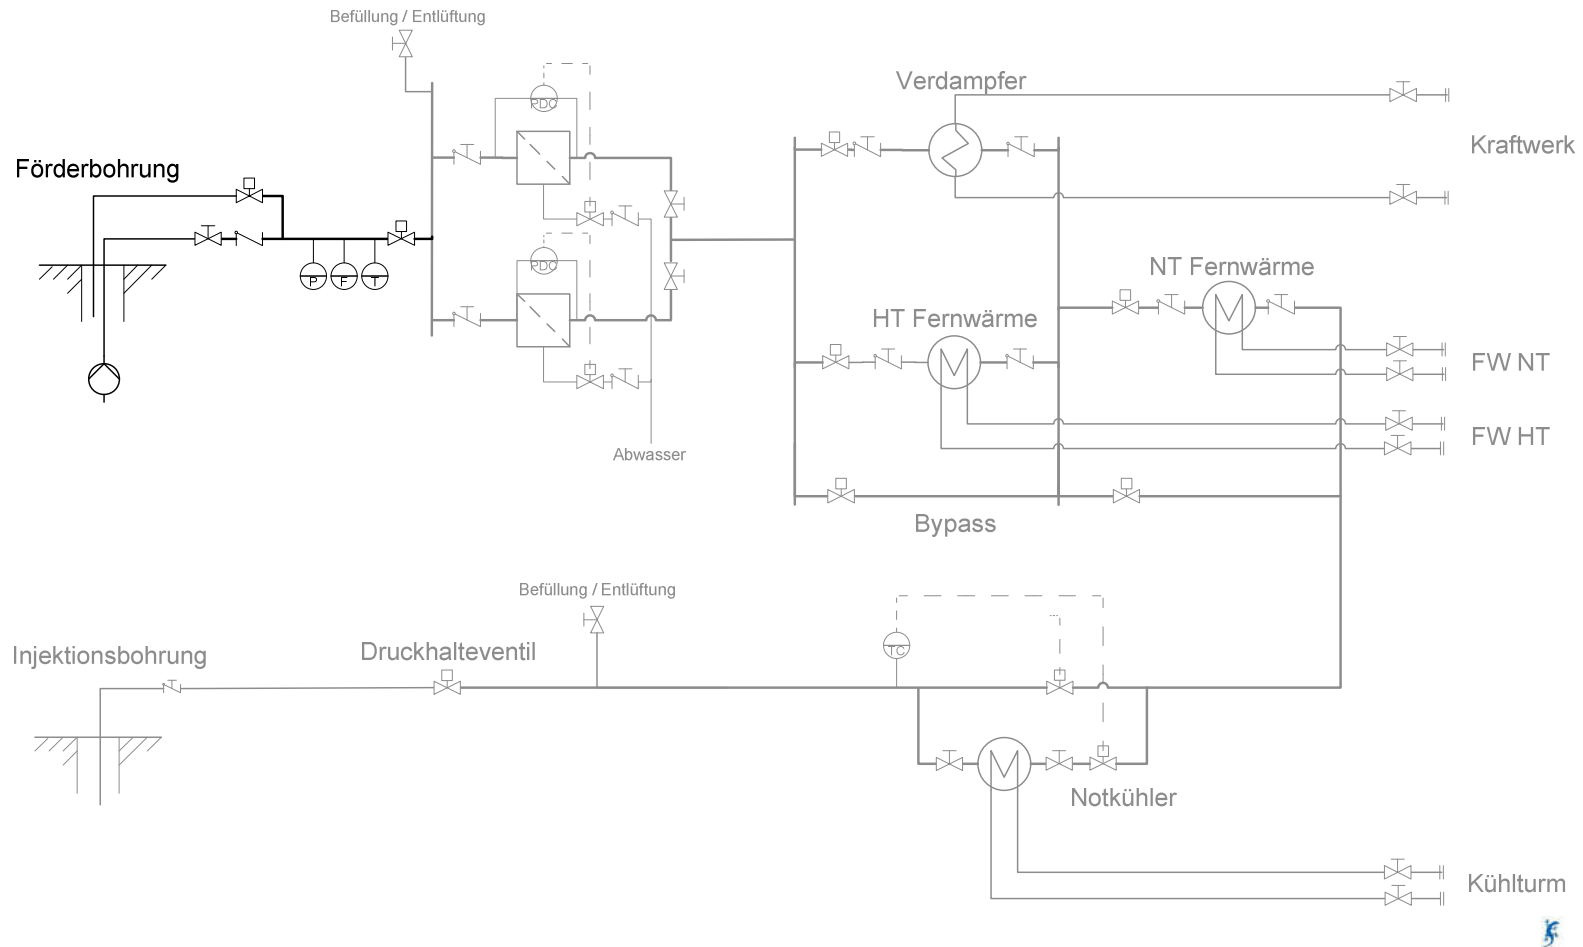 Befüllung / Entlüftung
PDC
Verdampfer
Kraftwerk
Förderbohrung
P
F
T
PDC
NT Fernwärme
HT Fernwärme
FW NT
FW HT
Abwasser
Bypass
Befüllung / Entlüftung
Injektionsbohrung
Druckhalteventil
TC
Notkühler
Kühlturm